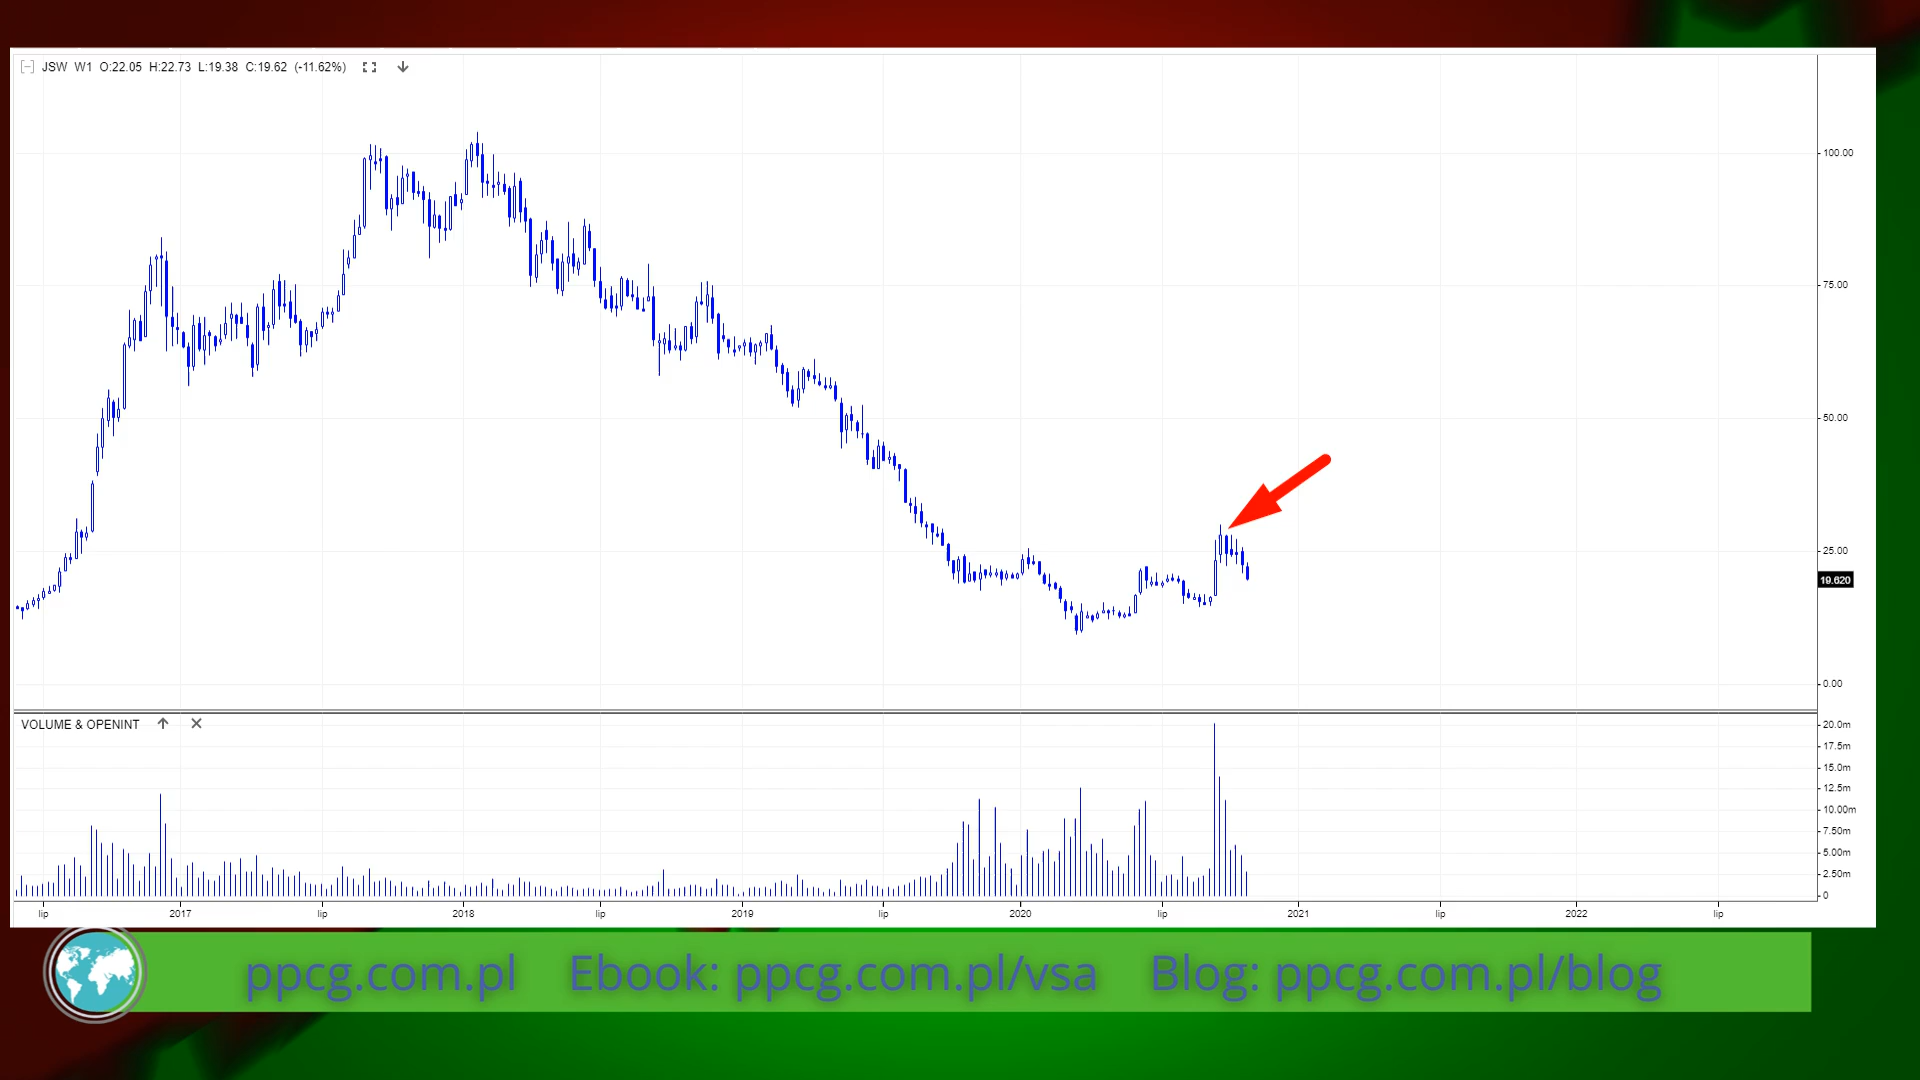 JSW W1 O:22.05 H:22.73 L:19.38 C:19.62 (-11.62%)
100.00
75.00
50.00
25.00
19.620
0.00
VOLUME & OPENINT
20.0m
17.5m
15.0m
12.5m
10.00m
7.50m
5.00m
2.50m
0
lip 2017 lip 2018 lip 2019 lip 2020 lip 2021 lip 2022 lip
ppcg.com.pl Ebook: ppcg.com.pl/vsa Blog: ppcg.com.pl/blog